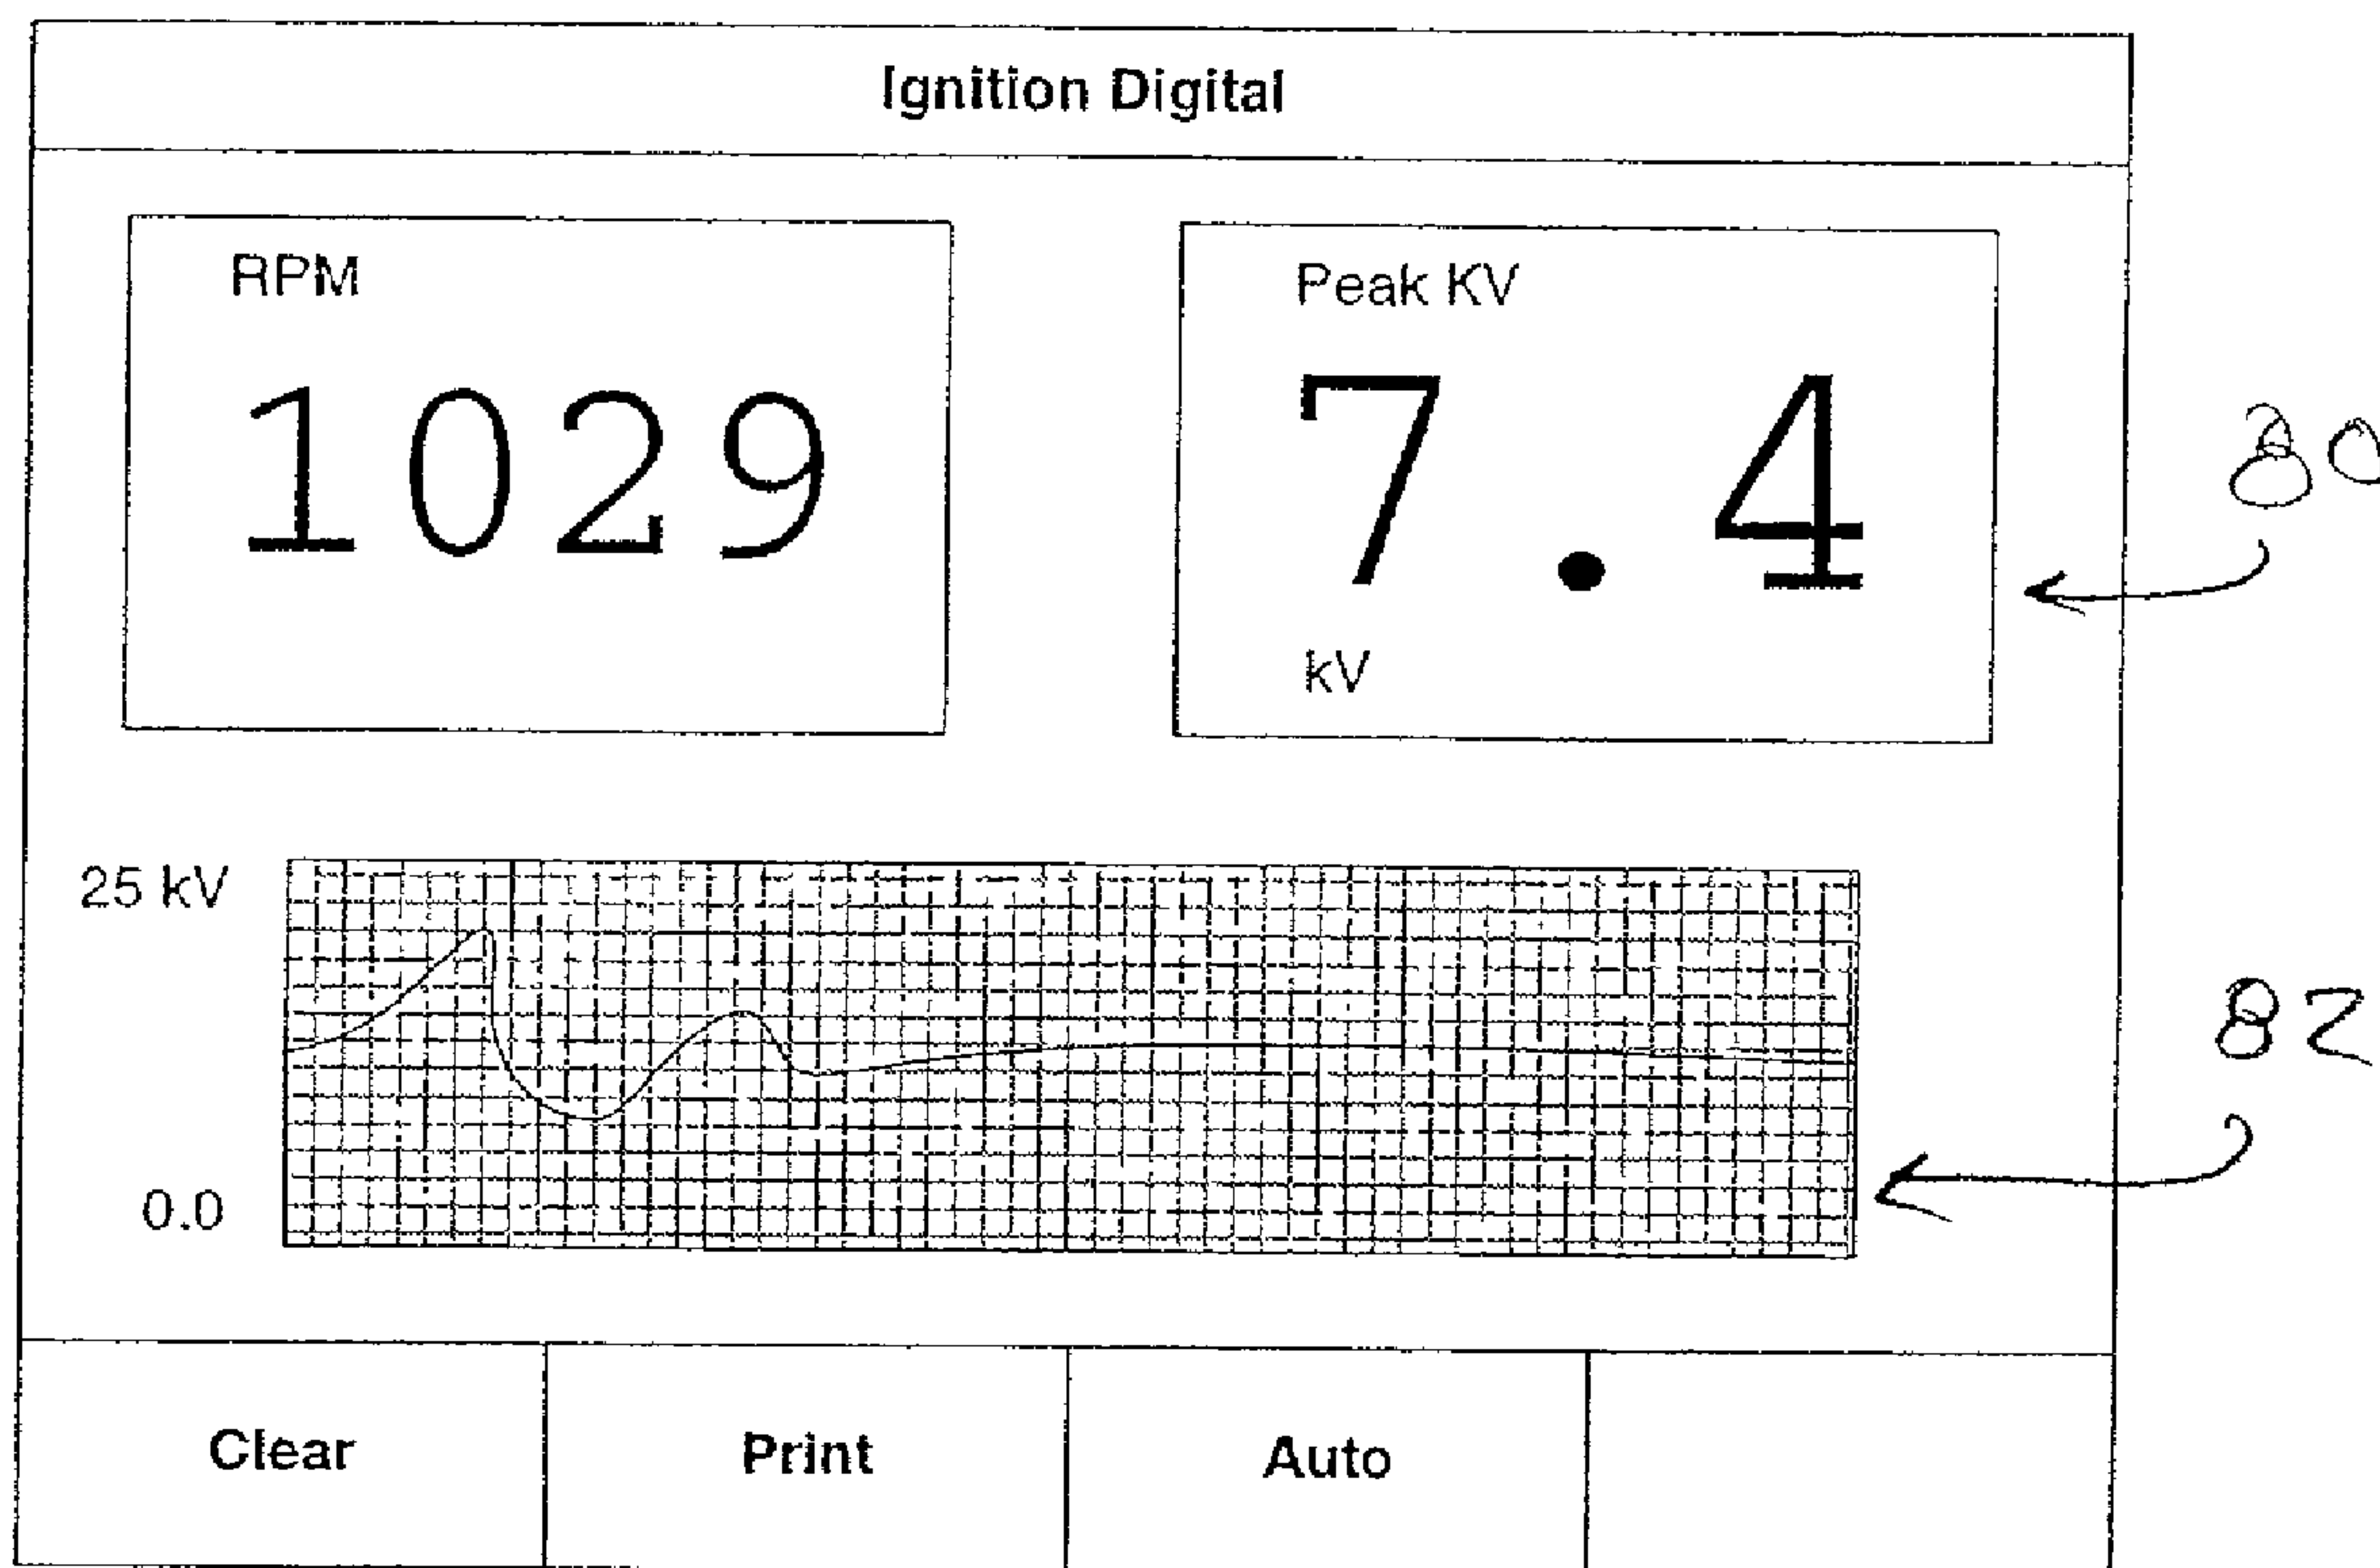 Ignition Digital
RPM
Peak KV
1029
7.4
80
kV
25 kV
82
0.0
Clear
Print
Auto